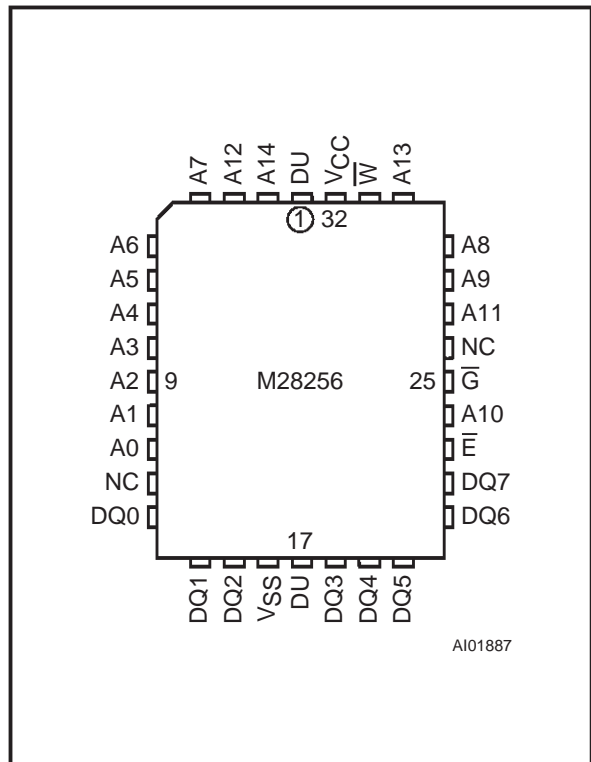 A7 A12 A14 DU VCC W̅ A13
1 32
A6 A8
A5 A9
A4 A11
A3 NC
A2 9 M28256 25 G̅
A1 A10
A0 E̅
NC DQ7
DQ0 DQ6
17
DQ1 DQ2 VSS DU DQ3 DQ4 DQ5
AI01887